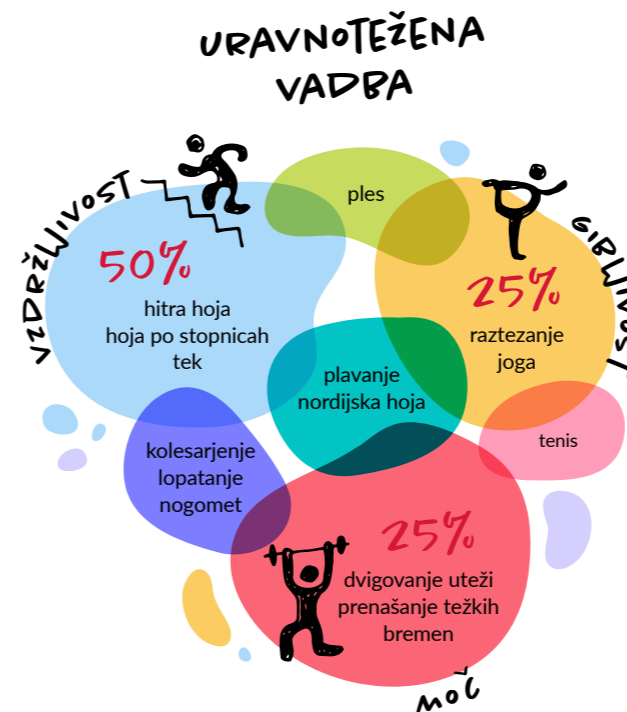 URAVNOTEŽENA
VADBA
VZDRŽLJIVOST
50%
hitra hoja
hoja po stopnicah
tek
ples
GIBLJIVOST
25%
raztezanje
joga
plavanje
nordijska hoja
kolesarjenje
lopatanje
nogomet
tenis
25%
dvigovanje uteži
prenašanje težkih
bremen
MOČ